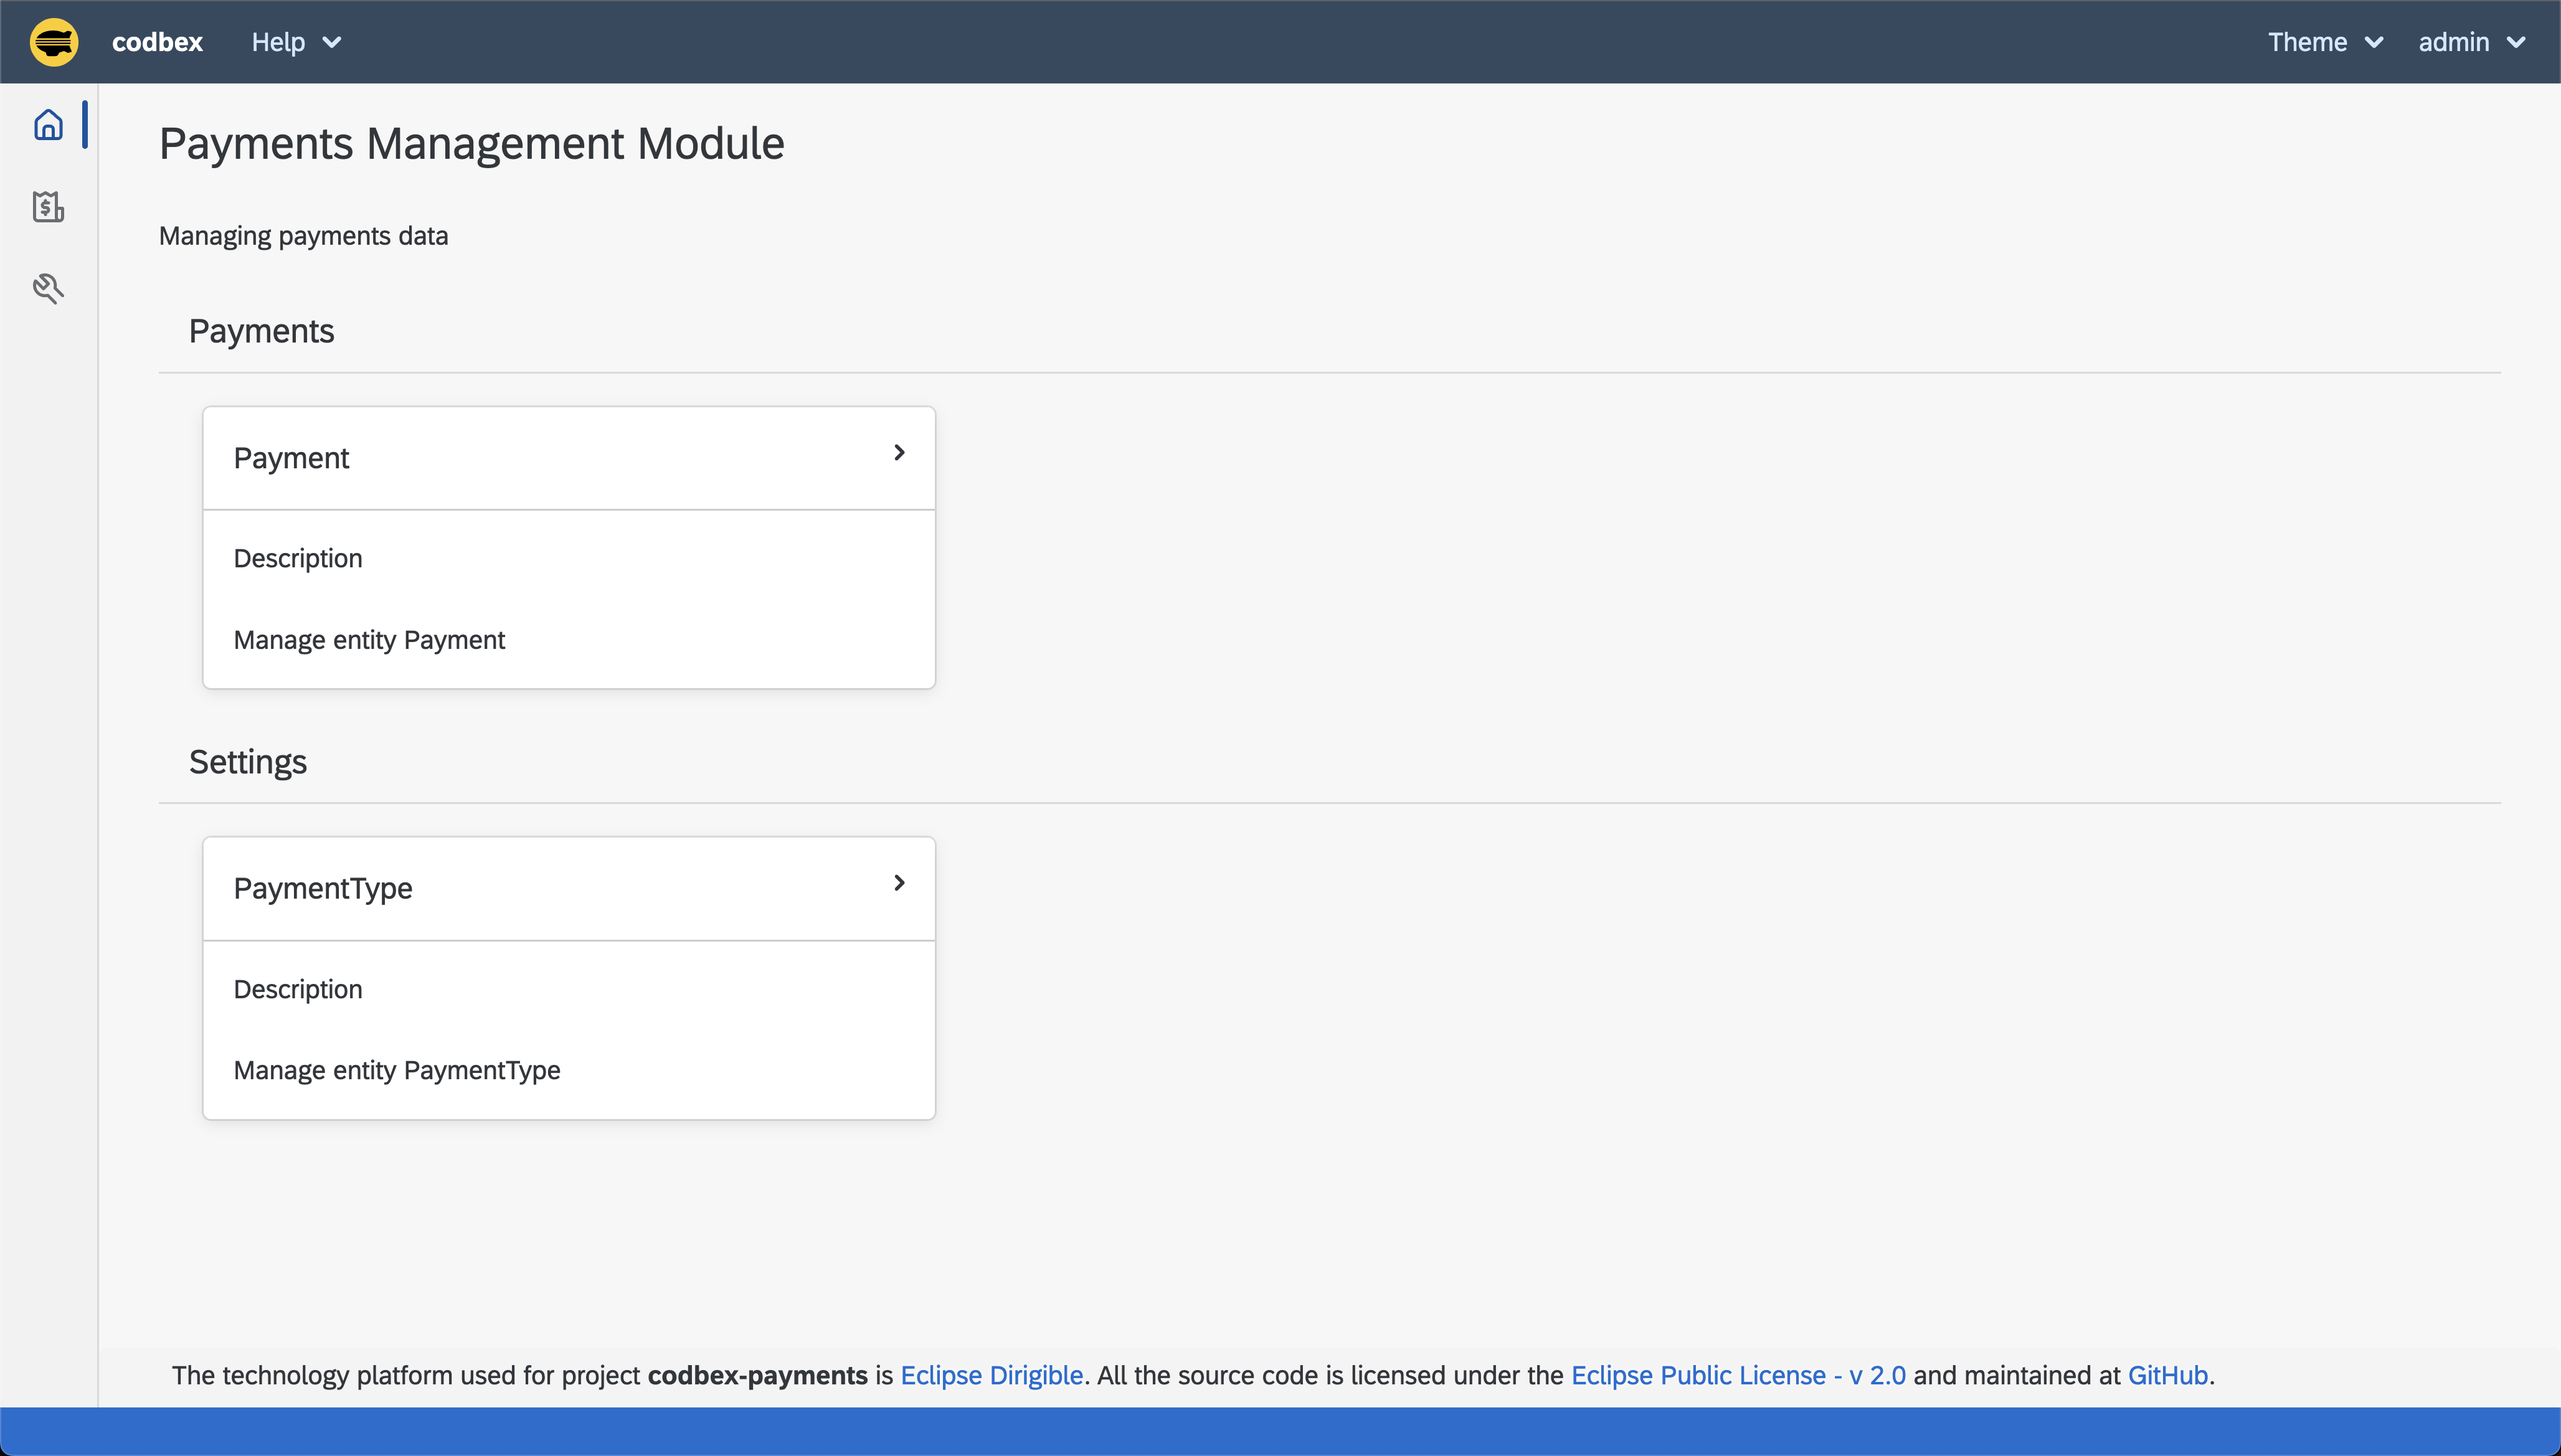 codbex Help Theme admin
Payments Management Module
Managing payments data
Payments
Payment
Description
Manage entity Payment
Settings
PaymentType
Description
Manage entity PaymentType
The technology platform used for project codbex-payments is Eclipse Dirigible. All the source code is licensed under the Eclipse Public License - v 2.0 and maintained at GitHub.